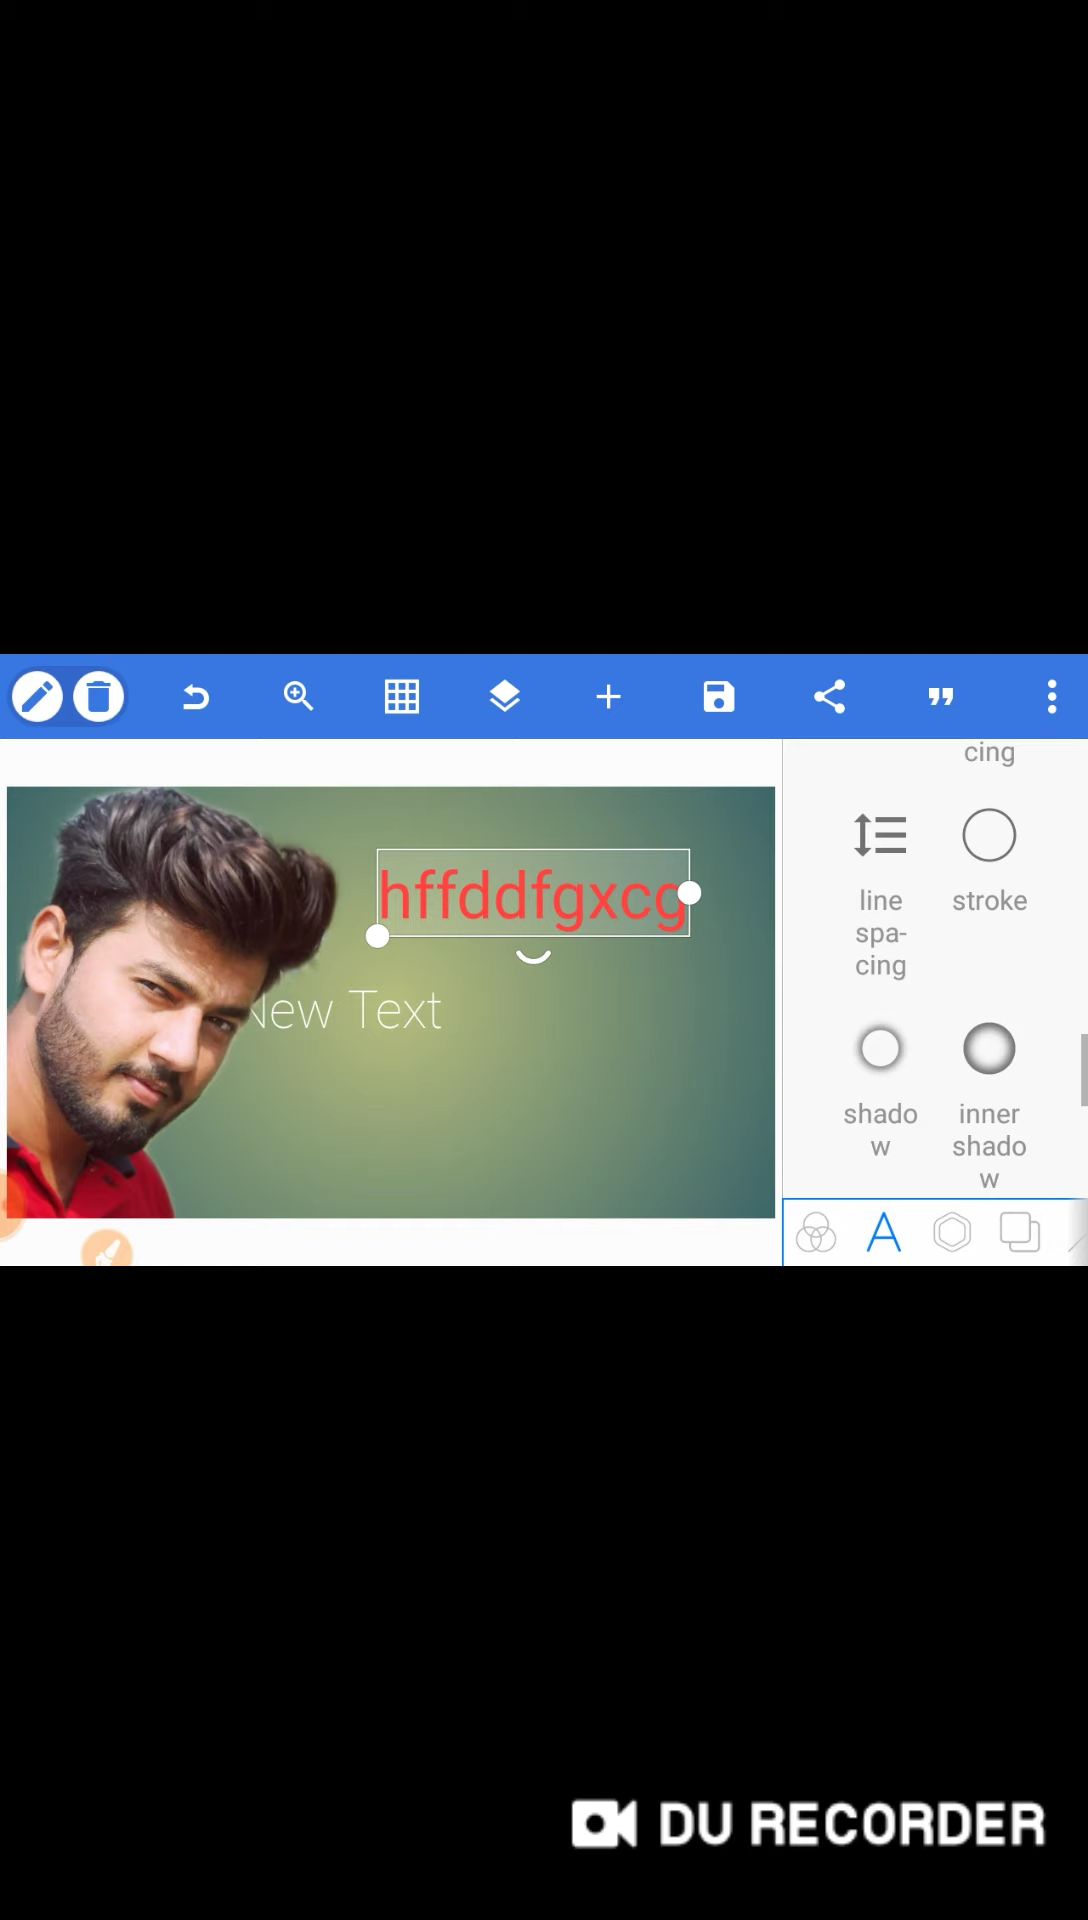 cing
hffddfgxcg
line
spa-
cing
stroke
New Text
shado
w
inner
shado
w
DU RECORDER